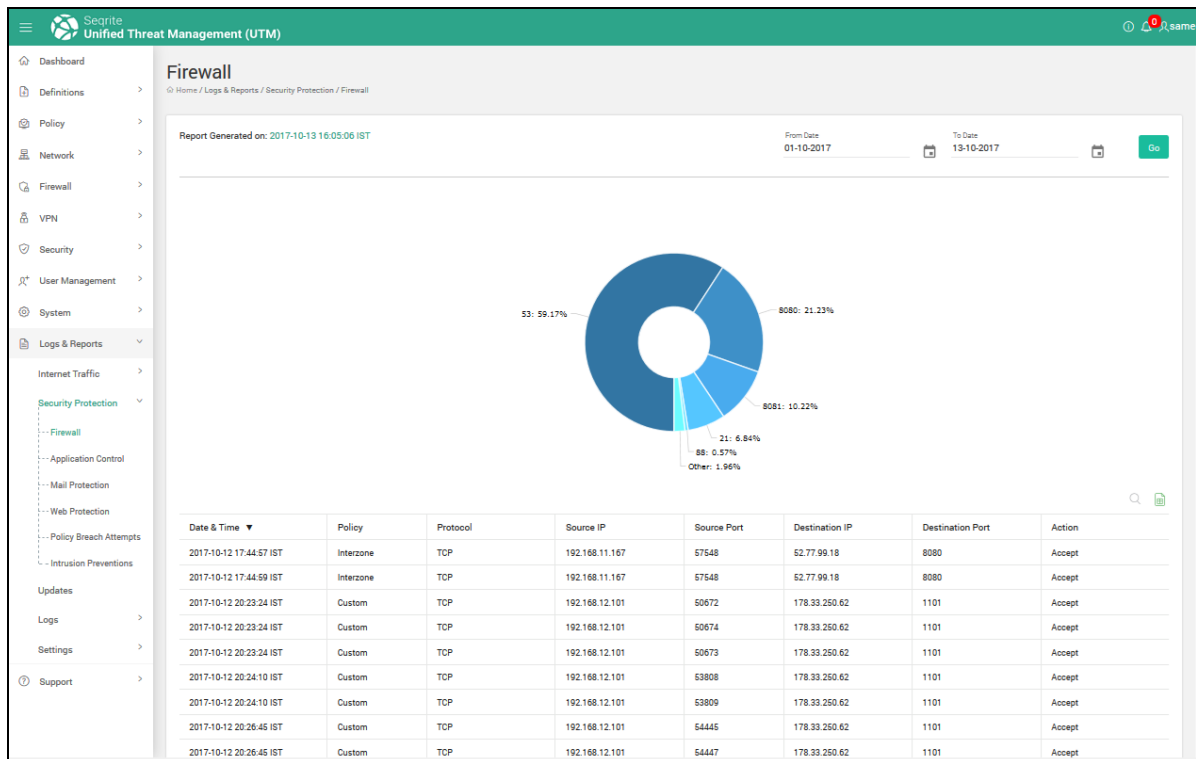 Seqrite
Unified Threat Management (UTM)
0
same
Dashboard
Definitions
Policy
Network
Firewall
VPN
Security
User Management
System
Logs & Reports
Internet Traffic
Security Protection
Firewall
Application Control
Mail Protection
Web Protection
Policy Breach Attempts
Intrusion Preventions
Updates
Logs
Settings
Support
Firewall
Home / Logs & Reports / Security Protection / Firewall
Report Generated on: 2017-10-13 16:05:06 IST
From Date
01-10-2017
To Date
13-10-2017
Go
53: 59.17%
8080: 21.23%
8081: 10.22%
21: 6.84%
88: 0.57%
Other: 1.96%
Date & Time ▼ Policy Protocol Source IP Source Port Destination IP Destination Port Action
2017-10-12 17:44:57 IST Interzone TCP 192.168.11.167 57548 52.77.99.18 8080 Accept
2017-10-12 17:44:59 IST Interzone TCP 192.168.11.167 57548 52.77.99.18 8080 Accept
2017-10-12 20:23:24 IST Custom TCP 192.168.12.101 50672 178.33.250.62 1101 Accept
2017-10-12 20:23:24 IST Custom TCP 192.168.12.101 50674 178.33.250.62 1101 Accept
2017-10-12 20:23:24 IST Custom TCP 192.168.12.101 50673 178.33.250.62 1101 Accept
2017-10-12 20:24:10 IST Custom TCP 192.168.12.101 53808 178.33.250.62 1101 Accept
2017-10-12 20:24:10 IST Custom TCP 192.168.12.101 53809 178.33.250.62 1101 Accept
2017-10-12 20:26:45 IST Custom TCP 192.168.12.101 54445 178.33.250.62 1101 Accept
2017-10-12 20:26:45 IST Custom TCP 192.168.12.101 54447 178.33.250.62 1101 Accept